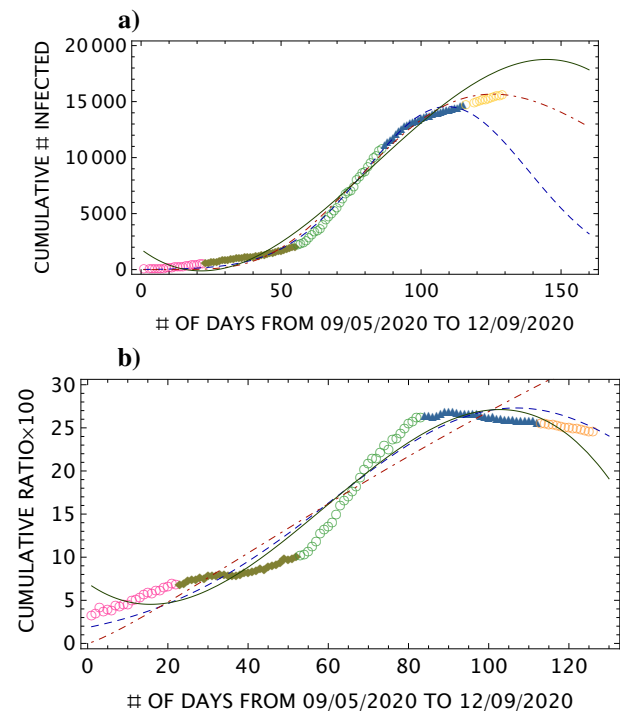 a)
20 000
15 000
10 000
5000
0
CUMULATIVE # INFECTED
0 50 100 150
# OF DAYS FROM 09/05/2020 TO 12/09/2020
b)
30
25
20
15
10
5
0
CUMULATIVE RATIO×100
0 20 40 60 80 100 120
# OF DAYS FROM 09/05/2020 TO 12/09/2020